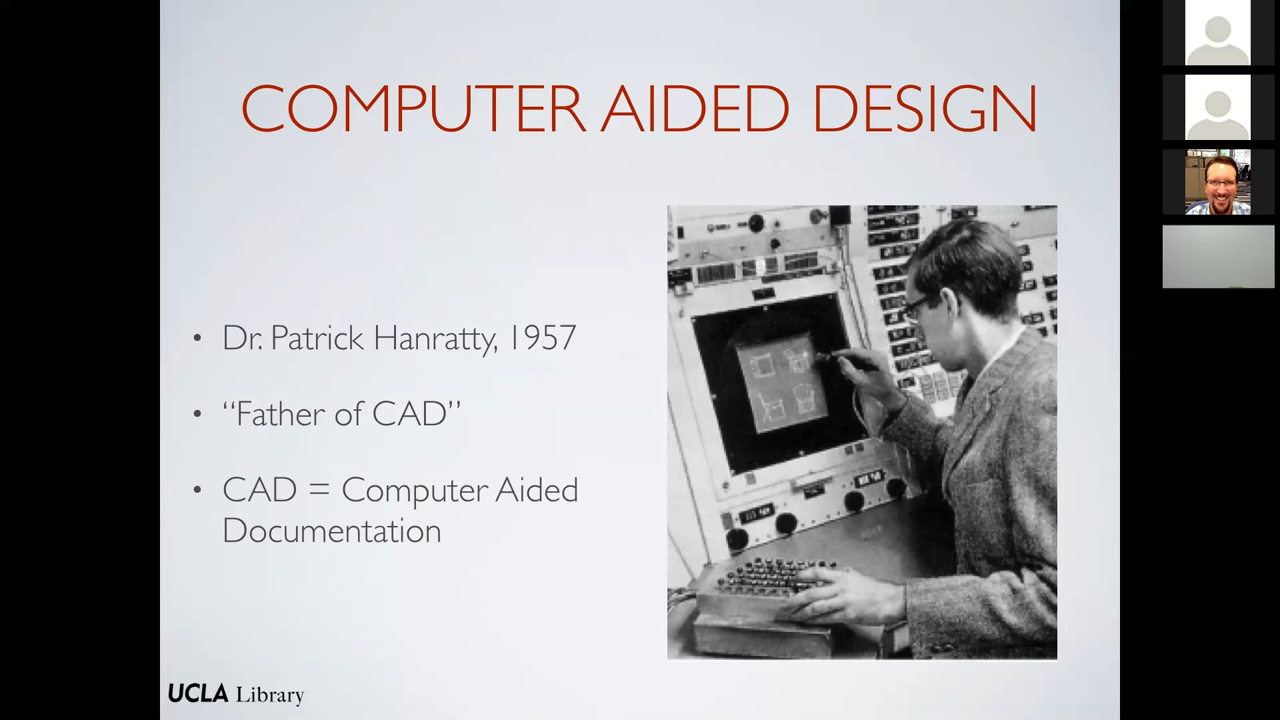 COMPUTER AIDED DESIGN
• Dr. Patrick Hanratty, 1957
• “Father of CAD”
• CAD = Computer Aided
Documentation
UCLA Library